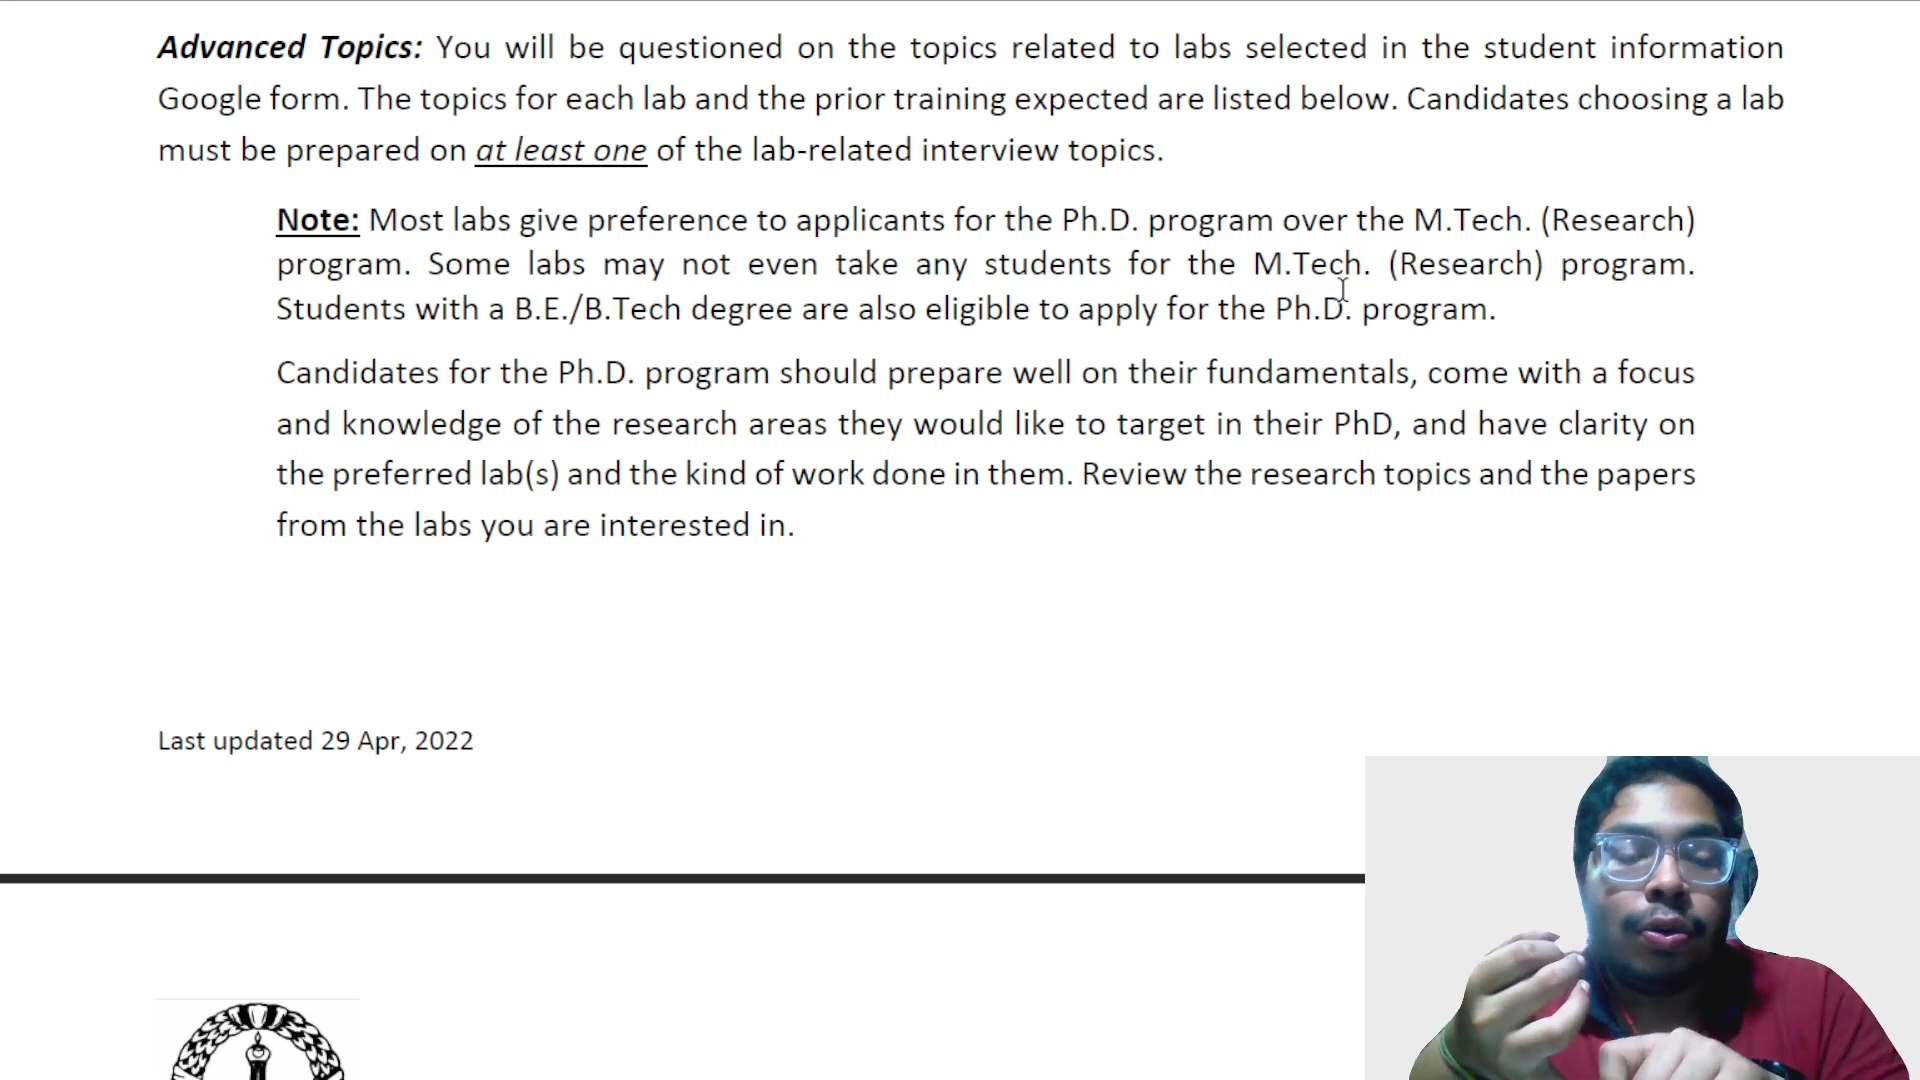 Advanced Topics: You will be questioned on the topics related to labs selected in the student information
Google form. The topics for each lab and the prior training expected are listed below. Candidates choosing a lab
must be prepared on at least one of the lab-related interview topics.
Note: Most labs give preference to applicants for the Ph.D. program over the M.Tech. (Research)
program. Some labs may not even take any students for the M.Tech. (Research) program.
Students with a B.E./B.Tech degree are also eligible to apply for the Ph.D. program.
Candidates for the Ph.D. program should prepare well on their fundamentals, come with a focus
and knowledge of the research areas they would like to target in their PhD, and have clarity on
the preferred lab(s) and the kind of work done in them. Review the research topics and the papers
from the labs you are interested in.
Last updated 29 Apr, 2022